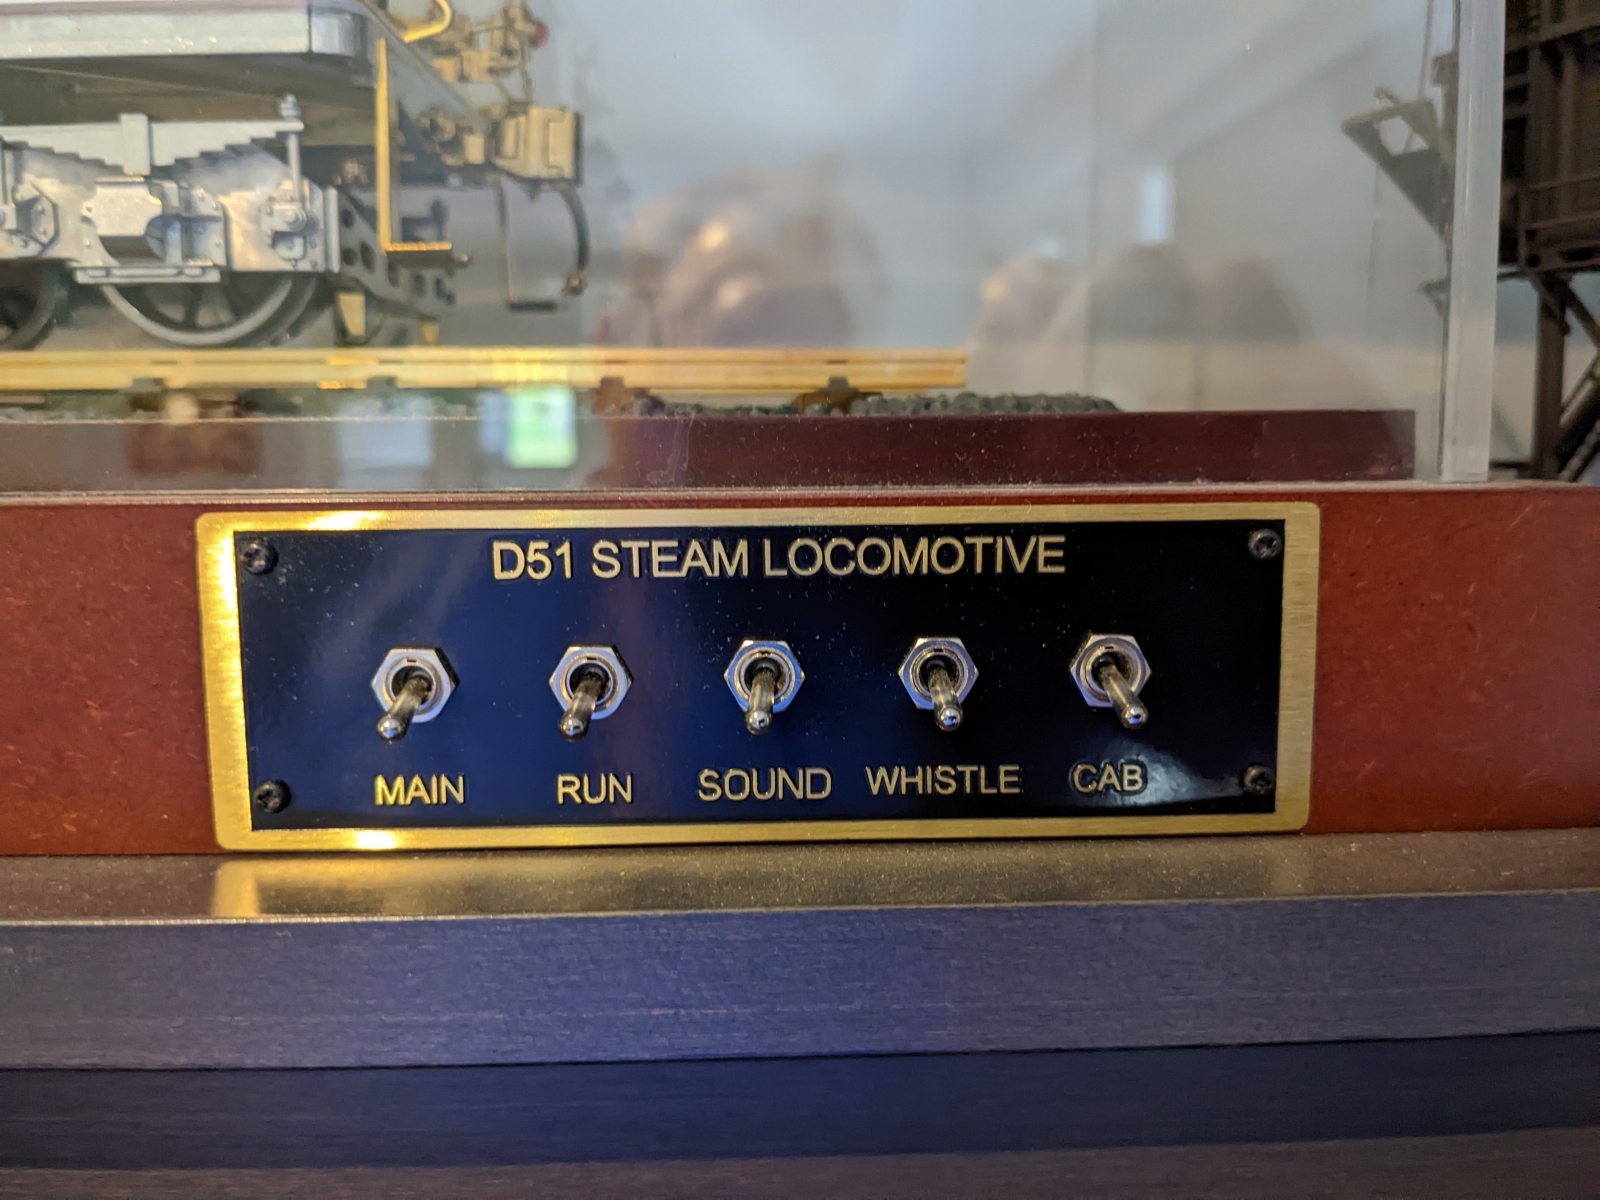 D51 STEAM LOCOMOTIVE
MAIN RUN SOUND WHISTLE CAB